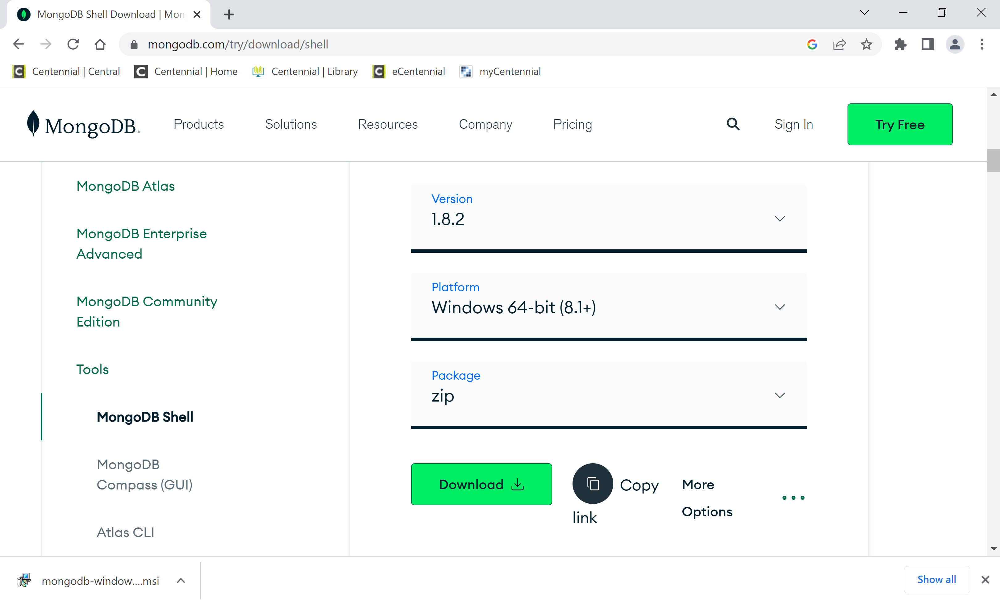 MongoDB Shell Download | Mon
mongodb.com/try/download/shell
Centennial | Central
Centennial | Home
Centennial | Library
eCentennial
myCentennial
MongoDB®
Products
Solutions
Resources
Company
Pricing
Sign In
Try Free
MongoDB Atlas
MongoDB Enterprise
Advanced
MongoDB Community
Edition
Tools
MongoDB Shell
MongoDB
Compass (GUI)
Atlas CLI
Version
1.8.2
Platform
Windows 64-bit (8.1+)
Package
zip
Download
Copy
link
More
Options
mongodb-window....msi
Show all